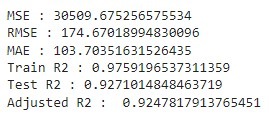 MSE : 30509.675256575534
RMSE : 174.67018994830096
MAE : 103.70351631526435
Train R2 : 0.9759196537311359
Test R2 : 0.9271014848463719
Adjusted R2 :  0.9247817913765451